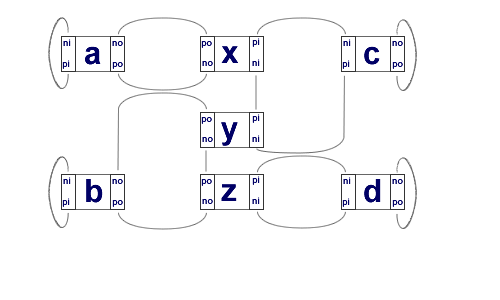 ni no po pi ni no
a x c
pi po no ni pi po
po pi
y
no ni
ni no po pi ni no
b z d
pi po no ni pi po